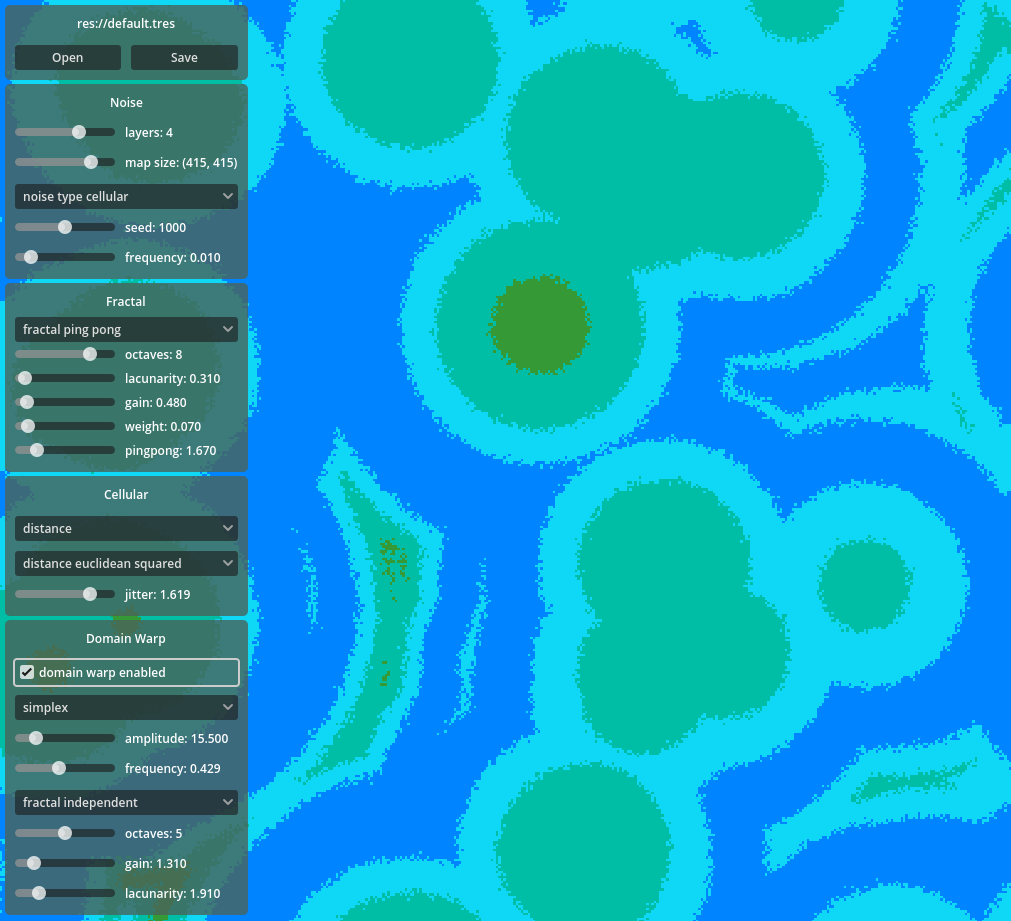 res://default.tres
Open Save
Noise
layers: 4
map size: (415, 415)
noise type cellular
seed: 1000
frequency: 0.010
Fractal
fractal ping pong
octaves: 8
lacunarity: 0.310
gain: 0.480
weight: 0.070
pingpong: 1.670
Cellular
distance
distance euclidean squared
jitter: 1.619
Domain Warp
domain warp enabled
simplex
amplitude: 15.500
frequency: 0.429
fractal independent
octaves: 5
gain: 1.310
lacunarity: 1.910